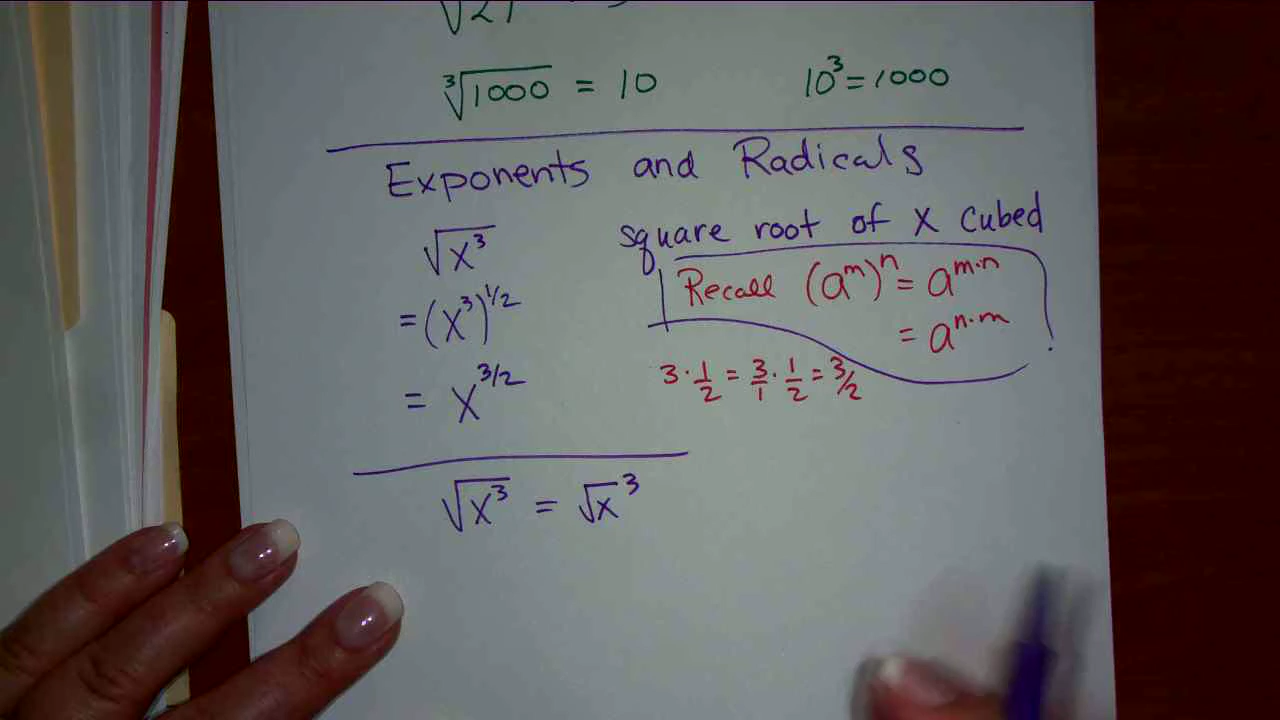 ∛1000 = 10 10³ = 1000
Exponents and Radicals
√x³ square root of x cubed
Recall (aᵐ)ⁿ = a^(m·n)
= (x³)^(1/2) = a^(n·m)
= x^(3/2) 3 · 1/2 = 3/1 · 1/2 = 3/2
√x³ = √x ³